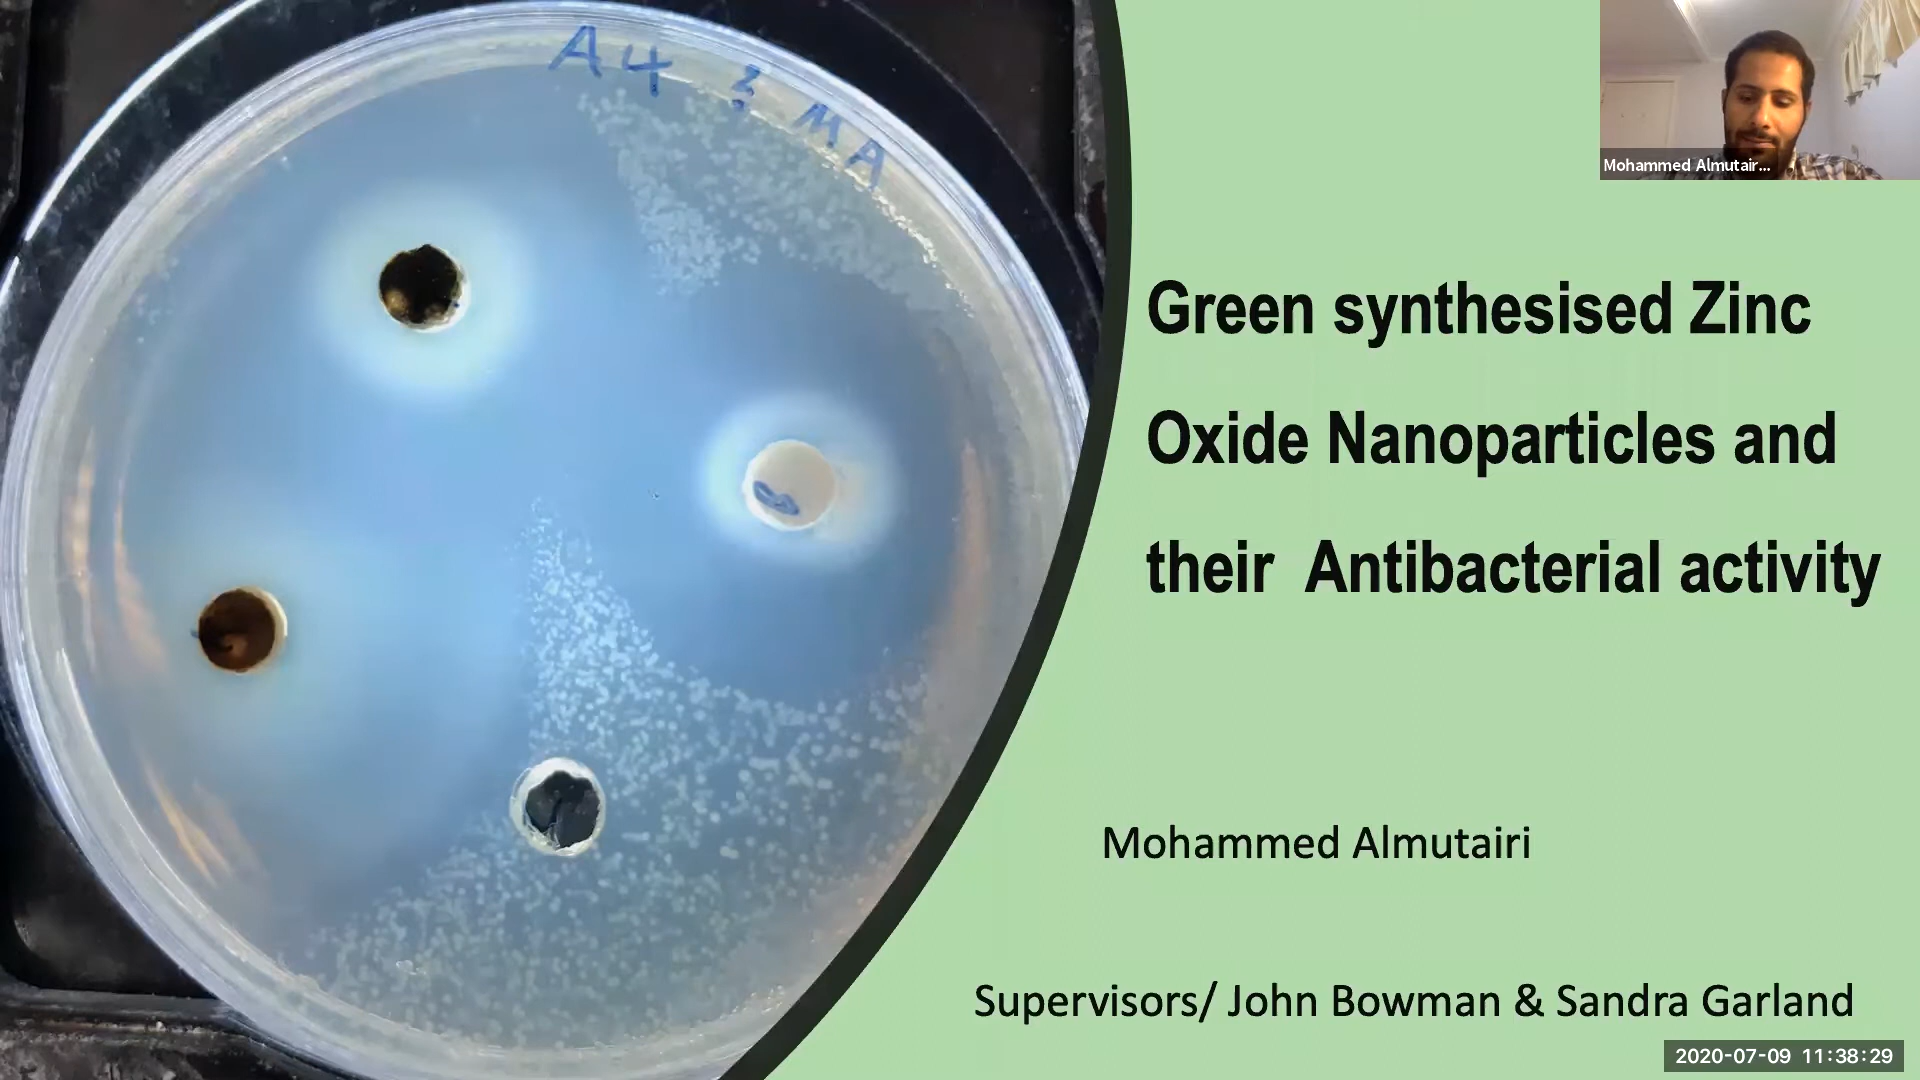 A4 & MA
Mohammed Almutair...
Green synthesised Zinc
Oxide Nanoparticles and
their Antibacterial activity
Mohammed Almutairi
Supervisors/ John Bowman & Sandra Garland
2020-07-09 11:38:29